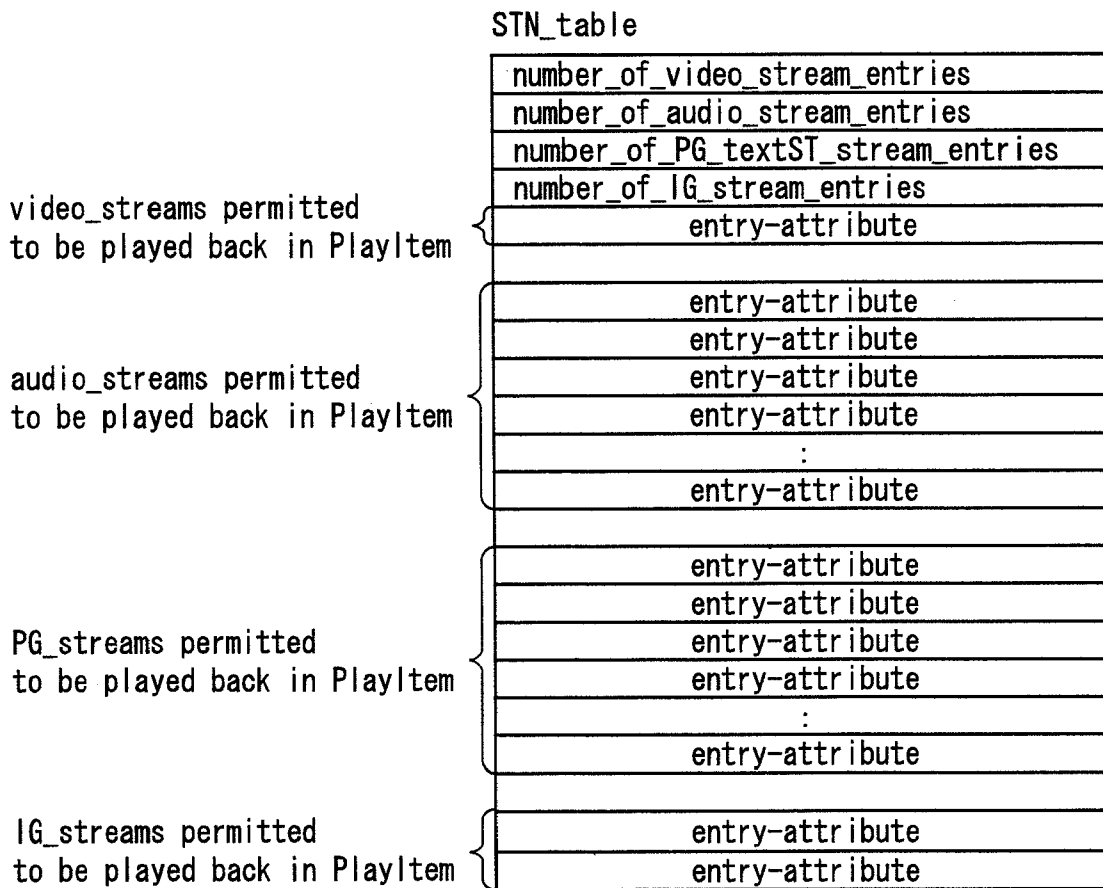 STN_table
number_of_video_stream_entries
number_of_audio_stream_entries
number_of_PG_textST_stream_entries
number_of_IG_stream_entries
video_streams permitted
to be played back in PlayItem
entry-attribute
audio_streams permitted
to be played back in PlayItem
entry-attribute
entry-attribute
entry-attribute
entry-attribute
:
entry-attribute
PG_streams permitted
to be played back in PlayItem
entry-attribute
entry-attribute
entry-attribute
entry-attribute
:
entry-attribute
IG_streams permitted
to be played back in PlayItem
entry-attribute
entry-attribute